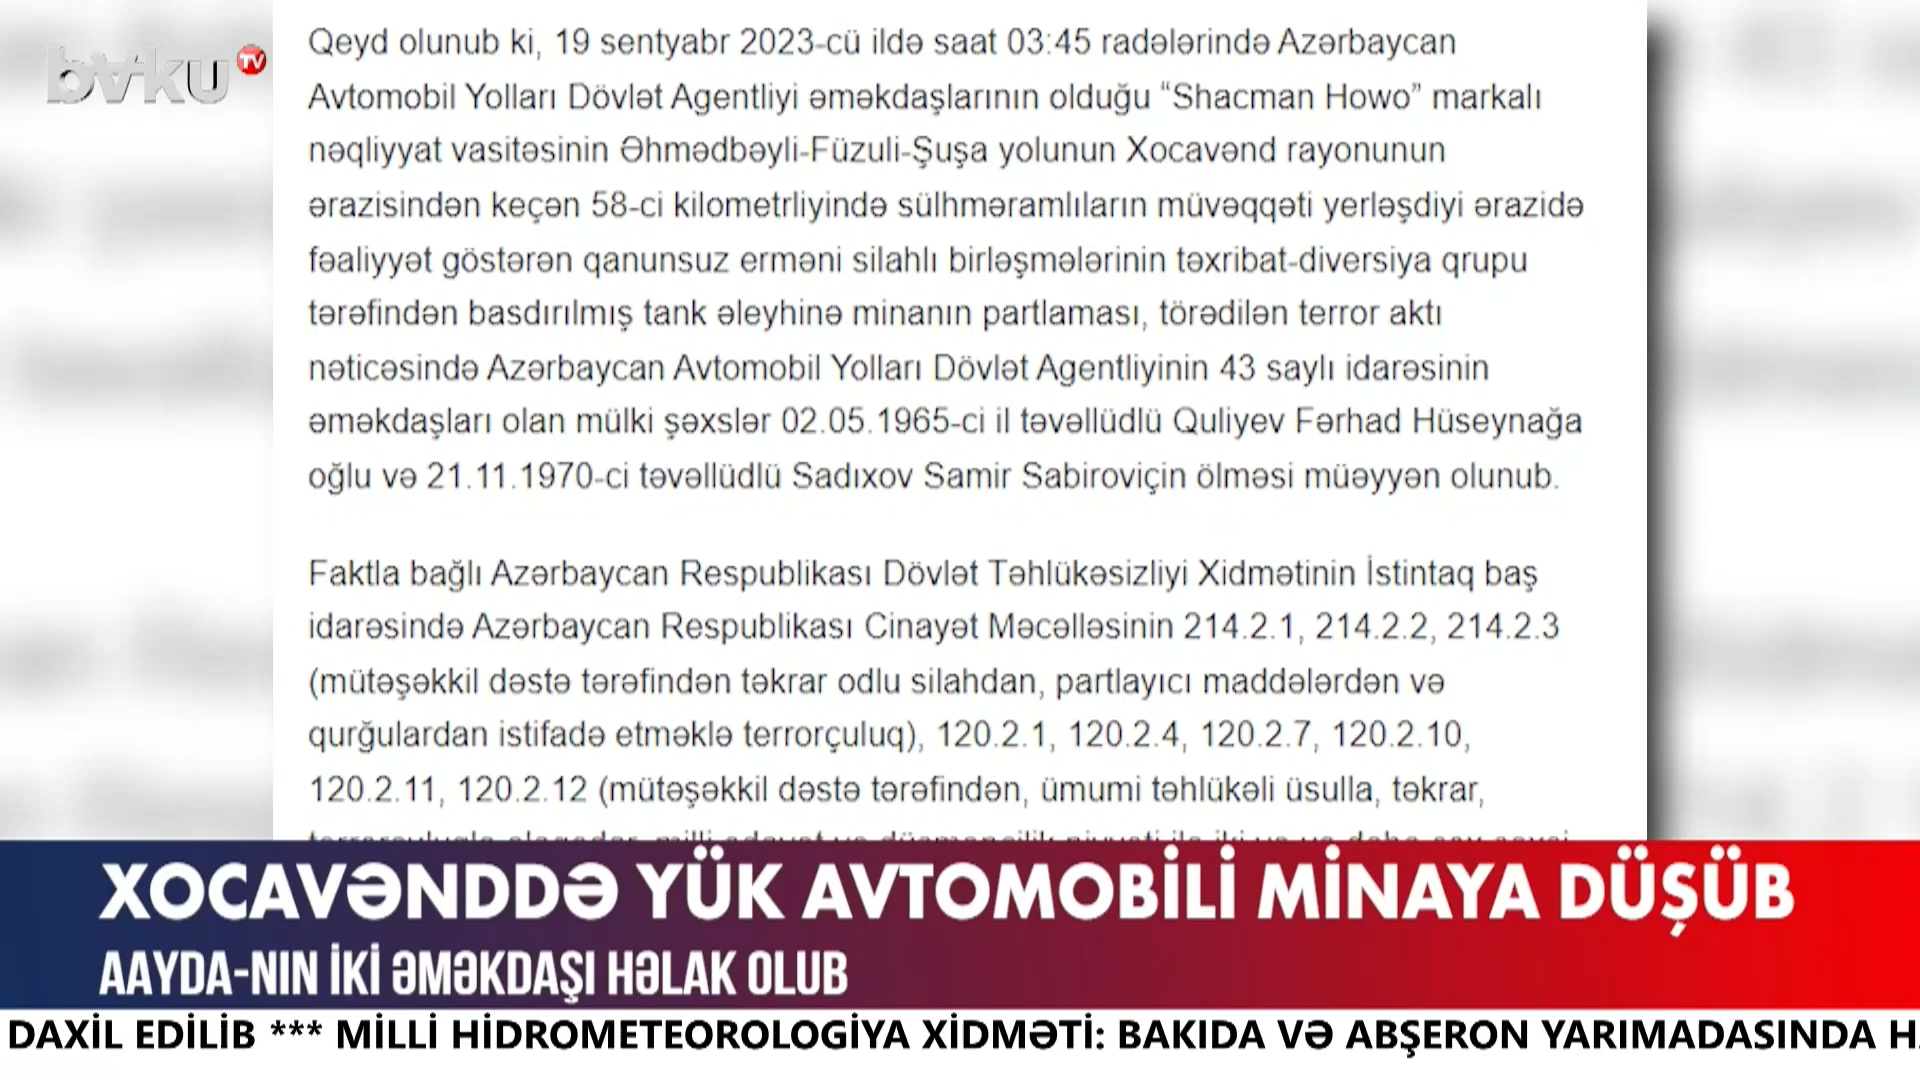 Qeyd olunub ki, 19 sentyabr 2023-cü ildə saat 03:45 radələrində Azərbaycan
Avtomobil Yolları Dövlət Agentliyi əməkdaşlarının olduğu “Shacman Howo” markalı
nəqliyyat vasitəsinin Əhmədbəyli-Füzuli-Şuşa yolunun Xocavənd rayonunun
ərazisindən keçən 58-ci kilometrliyində sülhməramlıların müvəqqəti yerləşdiyi ərazidə
fəaliyyət göstərən qanunsuz erməni silahlı birləşmələrinin təxribat-diversiya qrupu
tərəfindən basdırılmış tank əleyhinə minanın partlaması, törədilən terror aktı
nəticəsində Azərbaycan Avtomobil Yolları Dövlət Agentliyinin 43 saylı idarəsinin
əməkdaşları olan mülki şəxslər 02.05.1965-ci il təvəllüdlü Quliyev Fərhad Hüseynağa
oğlu və 21.11.1970-ci təvəllüdlü Sadıxov Samir Sabiroviçin ölməsi müəyyən olunub.
Faktla bağlı Azərbaycan Respublikası Dövlət Təhlükəsizliyi Xidmətinin İstintaq baş
idarəsində Azərbaycan Respublikası Cinayət Məcəlləsinin 214.2.1, 214.2.2, 214.2.3
(mütəşəkkil dəstə tərəfindən təkrar odlu silahdan, partlayıcı maddələrdən və
qurğulardan istifadə etməklə terrorçuluq), 120.2.1, 120.2.4, 120.2.7, 120.2.10,
120.2.11, 120.2.12 (mütəşəkkil dəstə tərəfindən, ümumi təhlükəli üsulla, təkrar,
XOCAVƏNDDƏ YÜK AVTOMOBİLİ MİNAYA DÜŞÜB
AAYDA-NIN İKİ ƏMƏKDAŞI HƏLAK OLUB
DAXİL EDİLİB *** MİLLİ HİDROMETEOROLOGİYA XİDMƏTİ: BAKIDA VƏ ABŞERON YARIMADASINDA
baku TV